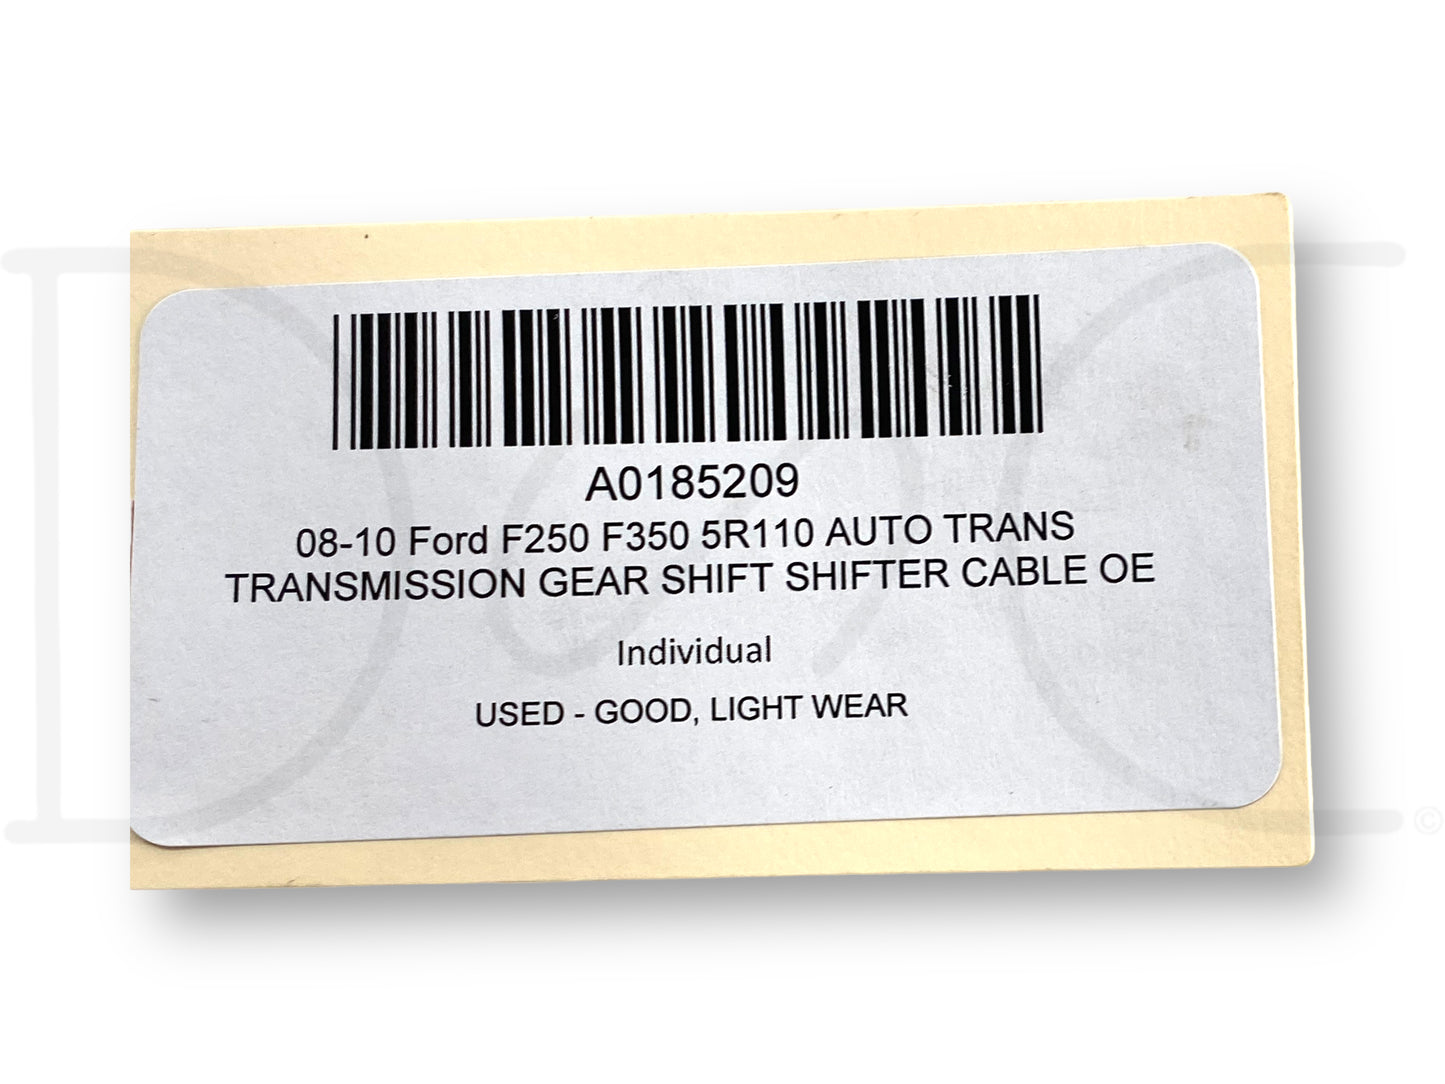 A0185209
08-10 Ford F250 F350 5R110 AUTO TRANS
TRANSMISSION GEAR SHIFT SHIFTER CABLE OE
Individual
USED - GOOD, LIGHT WEAR
©